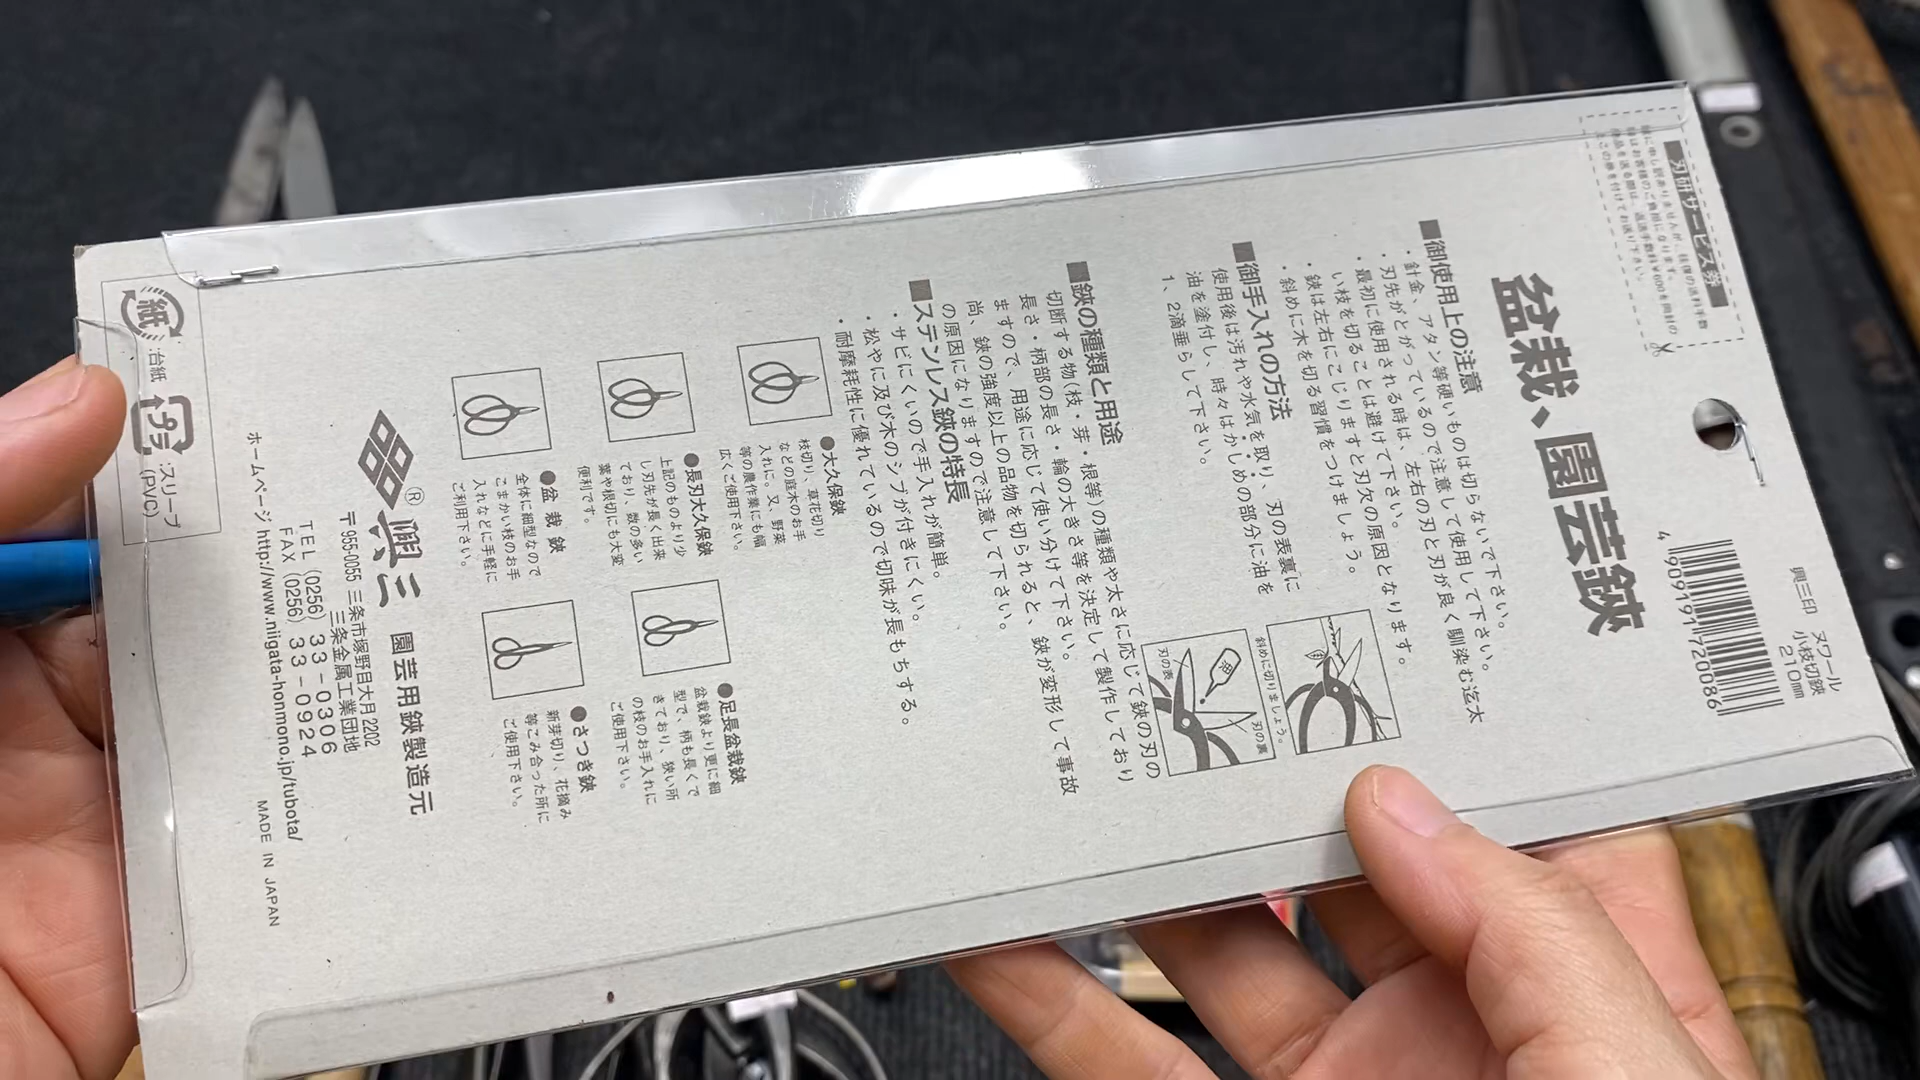 刃研サービス券
盆栽、園芸鋏
4 909191 720086
興三印 ヌワール
小枝切鋏
210mm
■御使用上の注意
・針金、アタン等硬いものは切らないで下さい。
・刃先がとがっているので注意して使用して下さい。
・最初に使用される時は、左右の刃と刃が良く馴染む迄太
い枝を切ることは避けて下さい。
・鋏は左右にこじりますと刃欠の原因となります。
・斜めに木を切る習慣をつけましょう。
■御手入れの方法
使用後は汚れや水気を取り、刃の表裏に
油を塗付し、時々はかしめの部分に油を
1、2滴垂らして下さい。
斜めに切りましょう。
刃の表
刃の裏
■鋏の種類と用途
切断する物(枝・芽・根等)の種類や太さに応じて鋏の刃の
長さ・柄部の長さ・輪の大きさ等を決定して製作しており
ますので、用途に応じて使い分けて下さい。
尚、鋏の強度以上の品物を切られると、鋏が変形して事故
の原因になりますので注意して下さい。
■ステンレス鋏の特長
・サビにくいので手入れが簡単。
・松やに及び木のシブが付きにくい。
・耐摩耗性に優れているので切味が長もちする。
●大久保鋏
枝切り、草花切り
などの庭木のお手
入れに。又、野菜
等の農作業にも幅
広くご使用下さい。
●長刃大久保鋏
上記のものより少
し刃先が長く出来
ており、数の多い
葉や根切にも大変
便利です。
●盆栽鋏
全体に細型なので
こまかい枝のお手
入れなどに手軽に
ご利用下さい。
●足長盆栽鋏
盆栽鋏より更に細
型で、柄も長くで
きており、狭い所
の枝のお手入れに
ご使用下さい。
●さつき鋏
新芽切り、花摘み
等こみ合った所に
ご使用下さい。
® 興三 園芸用鋏製造元
〒955-0055 三条市塚野目大月2202
三条金属工業団地
TEL (0256) 33-0306
FAX (0256) 33-0924
ホームページ http://www.niigata-honmono.jp/tubota/
MADE IN JAPAN
紙 :台紙
プラ :スリーブ
(PVC)